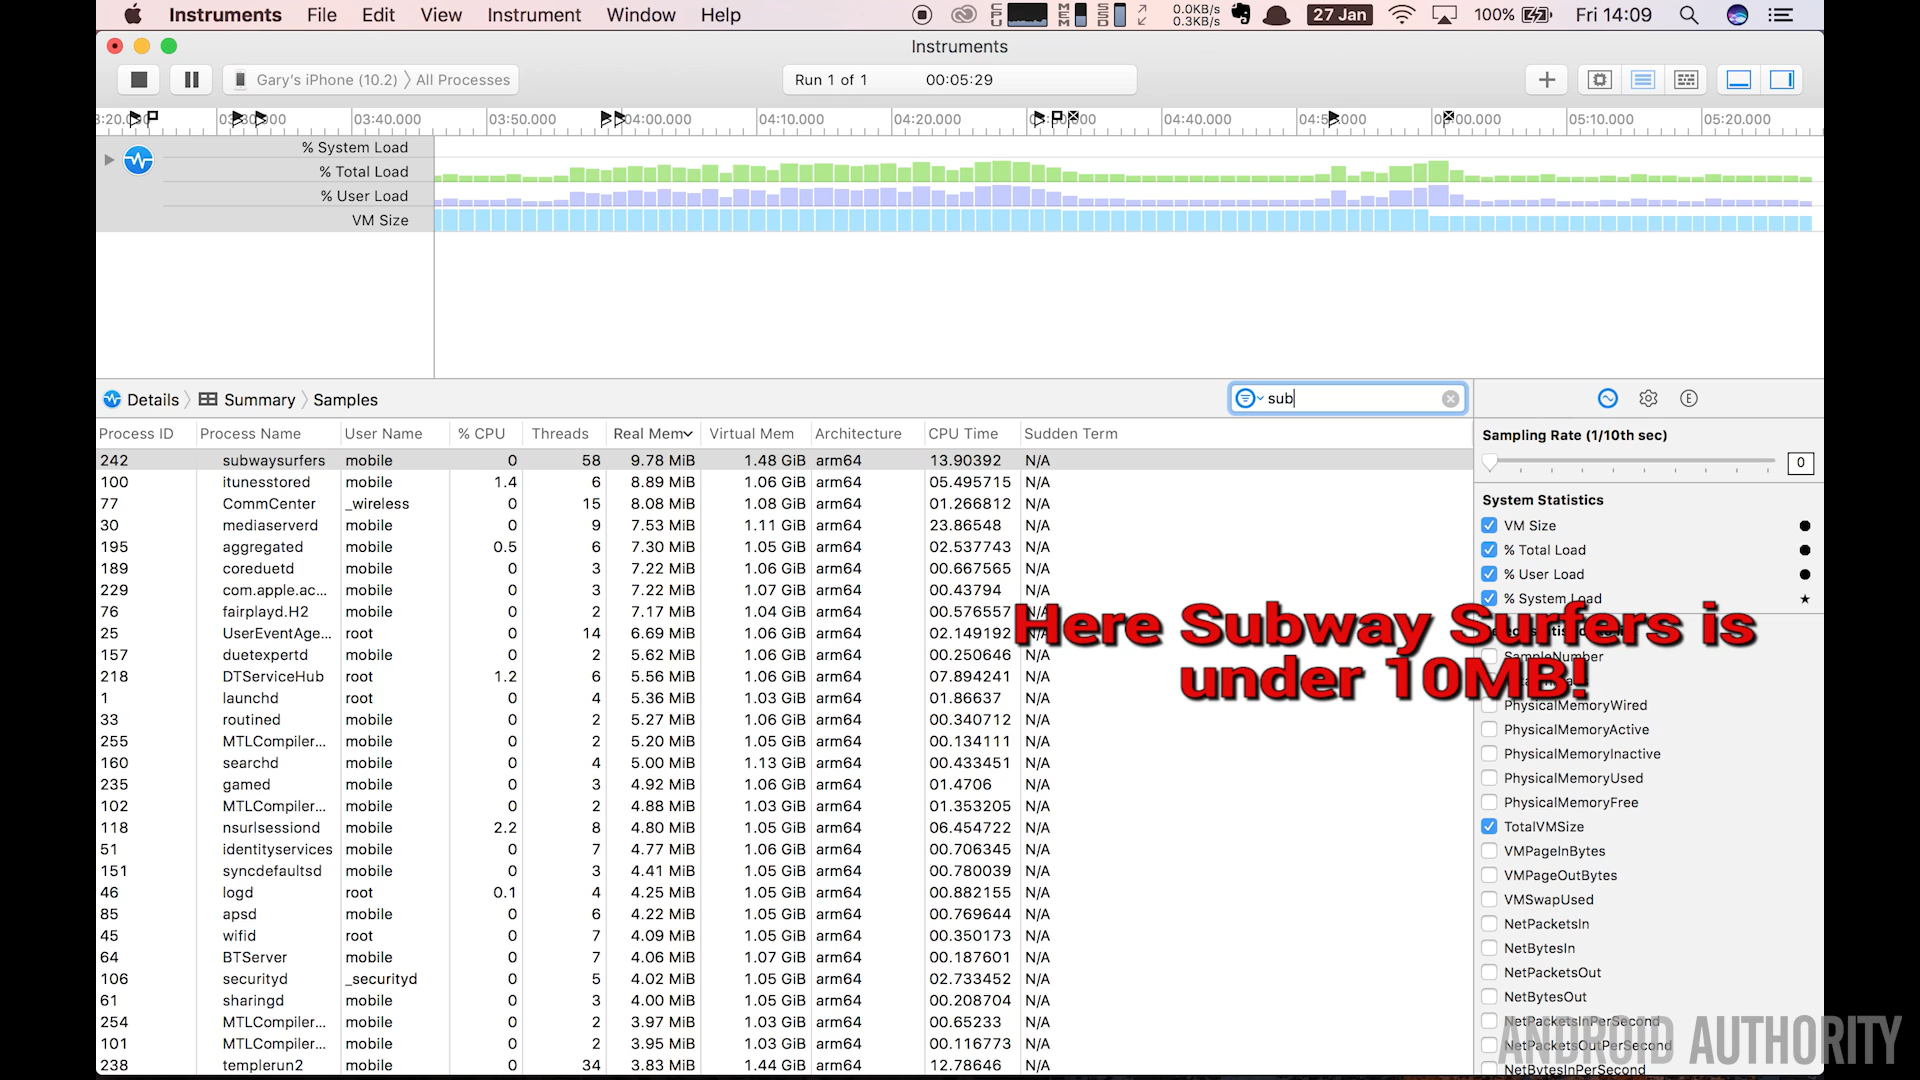 Instruments File Edit View Instrument Window Help
CPU MEM SSD 0.0KB/s 0.3KB/s 27 Jan 100% Fri 14:09
Instruments
Gary's iPhone (10.2) All Processes Run 1 of 1 00:05:29
03:40.000 03:50.000 04:00.000 04:10.000 04:20.000 04:40.000 05:10.000 05:20.000
% System Load
% Total Load
% User Load
VM Size
Details Summary Samples sub
Process ID Process Name User Name % CPU Threads Real Mem Virtual Mem Architecture CPU Time Sudden Term
242 subwaysurfers mobile 0 58 9.78 MiB 1.48 GiB arm64 13.90392 N/A
100 itunesstored mobile 1.4 6 8.89 MiB 1.06 GiB arm64 05.495715 N/A
77 CommCenter _wireless 0 15 8.08 MiB 1.08 GiB arm64 01.266812 N/A
30 mediaserverd mobile 0 9 7.53 MiB 1.11 GiB arm64 23.86548 N/A
195 aggregated mobile 0.5 6 7.30 MiB 1.05 GiB arm64 02.537743 N/A
189 coreduetd mobile 0 3 7.22 MiB 1.06 GiB arm64 00.667565 N/A
229 com.apple.ac... mobile 0 3 7.22 MiB 1.07 GiB arm64 00.43794 N/A
76 fairplayd.H2 mobile 0 2 7.17 MiB 1.04 GiB arm64 00.576557 N/A
25 UserEventAge... root 0 14 6.69 MiB 1.06 GiB arm64 02.149192 N/A
157 duetexpertd mobile 0 2 5.62 MiB 1.06 GiB arm64 00.250646 N/A
218 DTServiceHub root 1.2 6 5.56 MiB 1.06 GiB arm64 07.894241 N/A
1 launchd root 0 4 5.36 MiB 1.03 GiB arm64 01.86637 N/A
33 routined mobile 0 2 5.27 MiB 1.06 GiB arm64 00.340712 N/A
255 MTLCompiler... mobile 0 2 5.20 MiB 1.05 GiB arm64 00.134111 N/A
160 searchd mobile 0 4 5.00 MiB 1.13 GiB arm64 00.433451 N/A
235 gamed mobile 0 3 4.92 MiB 1.06 GiB arm64 01.4706 N/A
102 MTLCompiler... mobile 0 2 4.88 MiB 1.03 GiB arm64 01.353205 N/A
118 nsurlsessiond mobile 2.2 8 4.80 MiB 1.05 GiB arm64 06.454722 N/A
51 identityservices mobile 0 7 4.77 MiB 1.06 GiB arm64 00.706345 N/A
151 syncdefaultsd mobile 0 3 4.41 MiB 1.05 GiB arm64 00.780039 N/A
46 logd root 0.1 4 4.25 MiB 1.05 GiB arm64 00.882155 N/A
85 apsd mobile 0 6 4.22 MiB 1.05 GiB arm64 00.769644 N/A
45 wifid root 0 7 4.09 MiB 1.05 GiB arm64 00.350173 N/A
64 BTServer mobile 0 7 4.06 MiB 1.07 GiB arm64 00.187601 N/A
106 securityd _securityd 0 5 4.02 MiB 1.05 GiB arm64 02.733452 N/A
61 sharingd mobile 0 3 4.00 MiB 1.05 GiB arm64 00.208704 N/A
254 MTLCompiler... mobile 0 2 3.97 MiB 1.03 GiB arm64 00.65233 N/A
101 MTLCompiler... mobile 0 2 3.95 MiB 1.03 GiB arm64 00.116773 N/A
238 templerun2 mobile 0 34 3.83 MiB 1.44 GiB arm64 12.78646 N/A
Here Subway Surfers is
under 10MB!
Sampling Rate (1/10th sec)
0
System Statistics
VM Size
% Total Load
% User Load
% System Load
SampleNumber
PhysicalMemoryWired
PhysicalMemoryActive
PhysicalMemoryInactive
PhysicalMemoryUsed
PhysicalMemoryFree
TotalVMSize
VMPageInBytes
VMPageOutBytes
VMSwapUsed
NetPacketsIn
NetBytesIn
NetPacketsOut
NetBytesOut
NetPacketsInPerSecond
NetPacketsOutPerSecond
NetBytesInPerSecond
ANDROID AUTHORITY